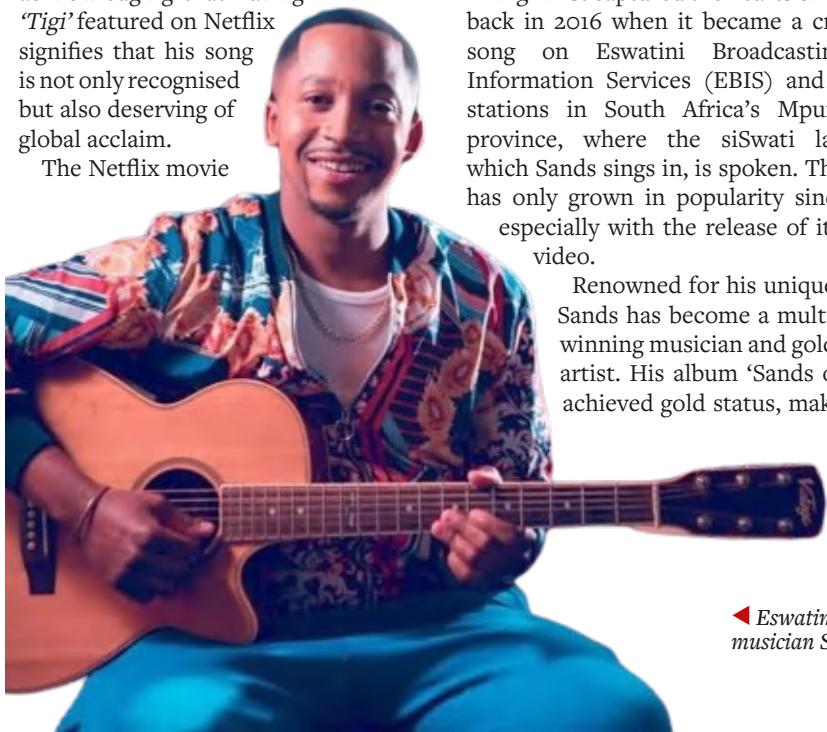 'Tigi' featured on Netflix
signifies that his song
is not only recognised
but also deserving of
global acclaim.
The Netflix movie
back in 2016 when it became a cr
song on Eswatini Broadcastin
Information Services (EBIS) and
stations in South Africa's Mpu
province, where the siSwati la
which Sands sings in, is spoken. Th
has only grown in popularity sinc
especially with the release of it
video.
Renowned for his unique
Sands has become a mult
winning musician and gold
artist. His album 'Sands o
achieved gold status, mak
◀ Eswatin
musician S